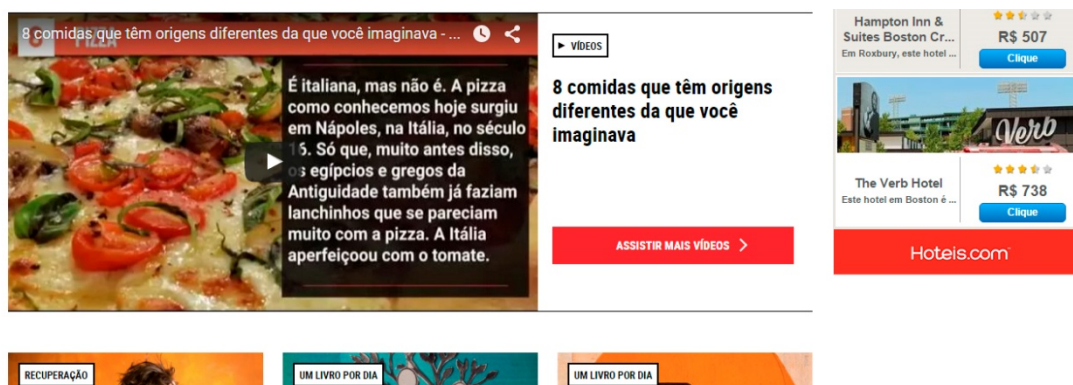 8 comidas que têm origens diferentes da que você imaginava - ...
PIZZA
É italiana, mas não é. A pizza
como conhecemos hoje surgiu
em Nápoles, na Itália, no século
16. Só que, muito antes disso,
os egípcios e gregos da
Antiguidade também já faziam
lanchinhos que se pareciam
muito com a pizza. A Itália
aperfeiçoou com o tomate.
VÍDEOS
8 comidas que têm origens
diferentes da que você
imaginava
ASSISTIR MAIS VÍDEOS
Hampton Inn &
Suites Boston Cr...
Em Roxbury, este hotel ...
R$ 507
Clique
Verb
The Verb Hotel
Este hotel em Boston é ...
R$ 738
Clique
Hoteis.com
RECUPERAÇÃO
UM LIVRO POR DIA
UM LIVRO POR DIA